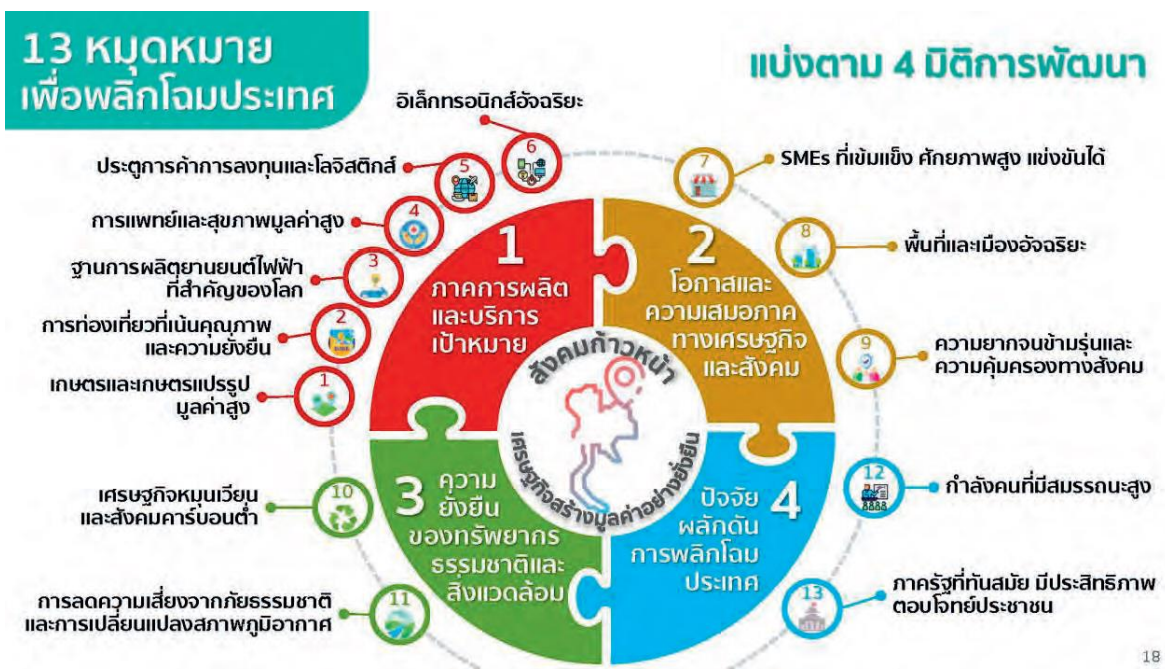 13 หมุดหมาย
เพื่อพลิกโฉมประเทศ
แบ่งตาม 4 มิติการพัฒนา
อิเล็กทรอนิกส์อัจฉริยะ
6
ประตูการค้าการลงทุนและโลจิสติกส์
5
การแพทย์และสุขภาพมูลค่าสูง
4
ฐานการผลิตยานยนต์ไฟฟ้า
ที่สำคัญของโลก
3
การท่องเที่ยวที่เน้นคุณภาพ
และความยั่งยืน
2
เกษตรและเกษตรแปรรูป
มูลค่าสูง
1
1
ภาคการผลิต
และบริการ
เป้าหมาย
7
SMEs ที่เข้มแข็ง ศักยภาพสูง แข่งขันได้
8
พื้นที่และเมืองอัจฉริยะ
9
ความยากจนข้ามรุ่นและ
ความคุ้มครองทางสังคม
2
โอกาสและ
ความเสมอภาค
ทางเศรษฐกิจ
และสังคม
สังคมก้าวหน้า
เศรษฐกิจสร้างมูลค่าอย่างยั่งยืน
เศรษฐกิจหมุนเวียน
และสังคมคาร์บอนต่ำ
10
การลดความเสี่ยงจากภัยธรรมชาติ
และการเปลี่ยนแปลงสภาพภูมิอากาศ
11
3 ความ
ยั่งยืน
ของทรัพยากร
ธรรมชาติและ
สิ่งแวดล้อม
ปัจจัย 4
ผลักดัน
การพลิกโฉม
ประเทศ
12
กำลังคนที่มีสมรรถนะสูง
13
ภาครัฐที่ทันสมัย มีประสิทธิภาพ
ตอบโจทย์ประชาชน
18